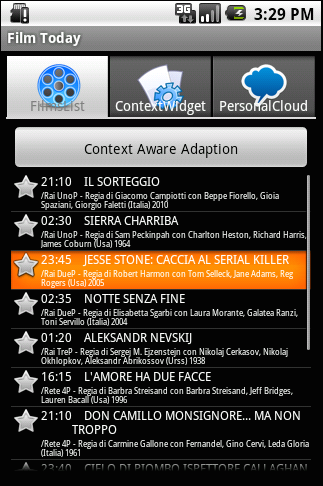 3G 3:29 PM
Film Today
FilmsList ContextWidget PersonalCloud
Context Aware Adaption
21:10 IL SORTEGGIO
/Rai UnoP - Regia di Giacomo Campiotti con Beppe Fiorello, Gioia
Spaziani, Giorgio Faletti (Italia) 2010
02:30 SIERRA CHARRIBA
/Rai UnoP - Regia di Sam Peckinpah con Charlton Heston, Richard Harris,
James Coburn (Usa) 1964
23:45 JESSE STONE: CACCIA AL SERIAL KILLER
/Rai DueP - Regia di Robert Harmon con Tom Selleck, Jane Adams, Reg
Rogers (Usa) 2005
02:35 NOTTE SENZA FINE
/Rai DueP - Regia di Elisabetta Sgarbi con Laura Morante, Galatea Ranzi,
Toni Servillo (Italia) 2004
01:20 ALEKSANDR NEVSKIJ
/Rai TreP - Regia di Sergej M. Ejzenstein con Nikolaj Cerkasov, Nikolaj
Okhlopkov, Aleksandr Abrikossov (Urss) 1938
16:15 L'AMORE HA DUE FACCE
/Rete 4P - Regia di Barbra Streisand con Barbra Streisand, Jeff Bridges,
Lauren Bacall (Usa) 1996
21:10 DON CAMILLO MONSIGNORE... MA NON
TROPPO
/Rete 4P - Regia di Carmine Gallone con Fernandel, Gino Cervi, Leda Gloria
(Italia) 1961
23:40 CIELO DI PIOMBO ISPETTORE CALLAGHAN